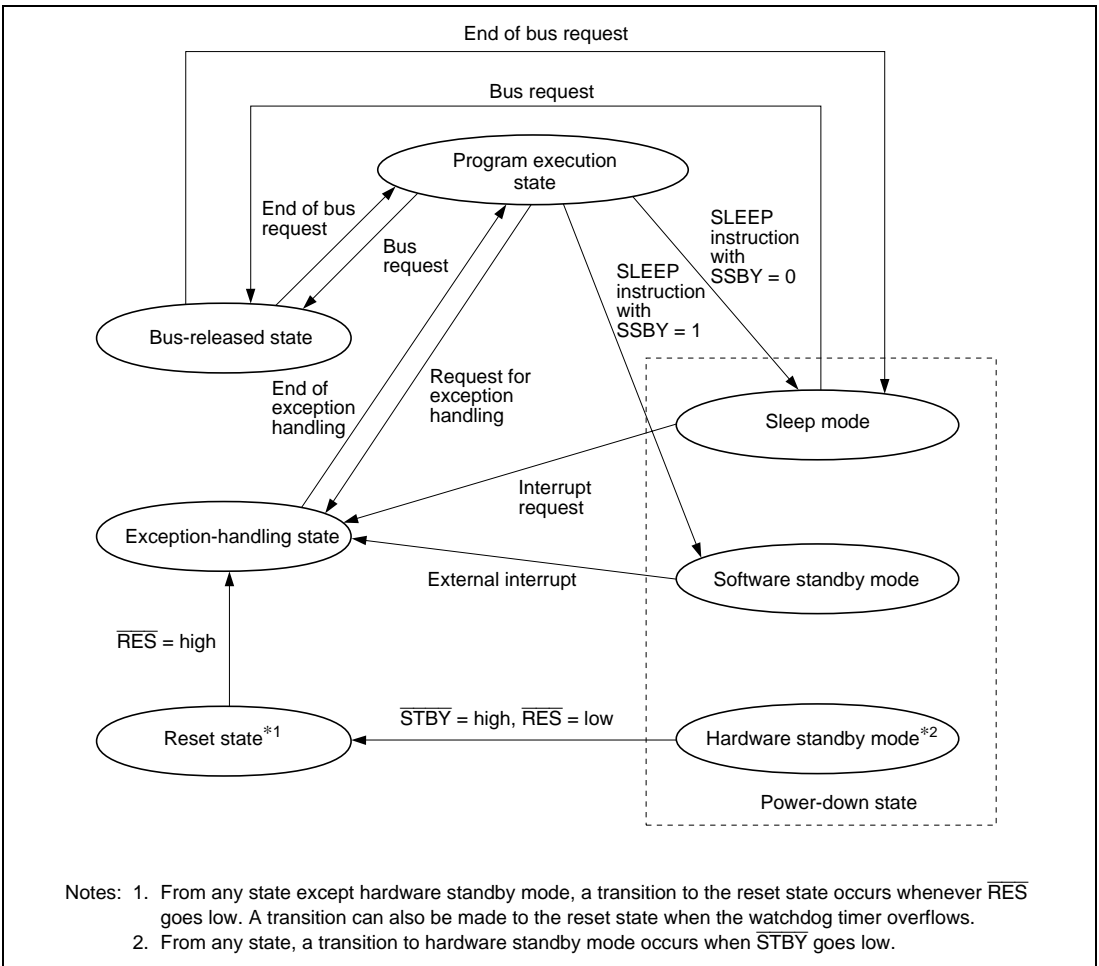 End of bus request
Bus request
Program execution
state
End of bus
request
Bus
request
SLEEP
instruction
with
SSBY = 0
SLEEP
instruction
with
SSBY = 1
Bus-released state
End of
exception
handling
Request for
exception
handling
Sleep mode
Interrupt
request
Exception-handling state
External interrupt
Software standby mode
R̅E̅S̅ = high
Reset state*1
S̅T̅B̅Y̅ = high, R̅E̅S̅ = low
Hardware standby mode*2
Power-down state
Notes: 1. From any state except hardware standby mode, a transition to the reset state occurs whenever R̅E̅S̅
goes low. A transition can also be made to the reset state when the watchdog timer overflows.
2. From any state, a transition to hardware standby mode occurs when S̅T̅B̅Y̅ goes low.